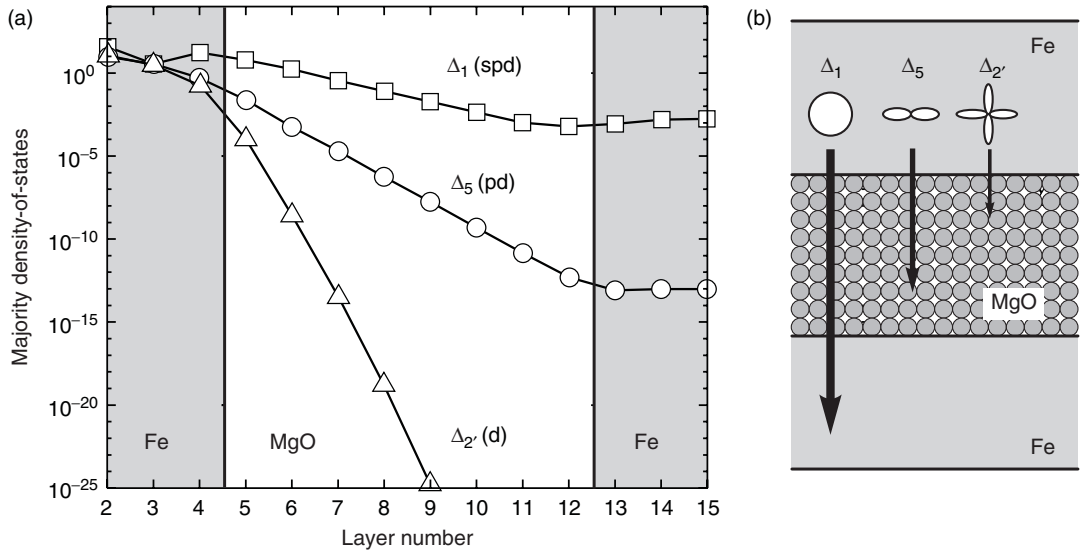 (a)
Majority density-of-states
10⁰
10⁻⁵
10⁻¹⁰
10⁻¹⁵
10⁻²⁰
10⁻²⁵
Δ₁ (spd)
Δ₅ (pd)
Δ₂′ (d)
Fe
MgO
Fe
2 3 4 5 6 7 8 9 10 11 12 13 14 15
Layer number
(b)
Fe
Δ₁ Δ₅ Δ₂′
MgO
Fe